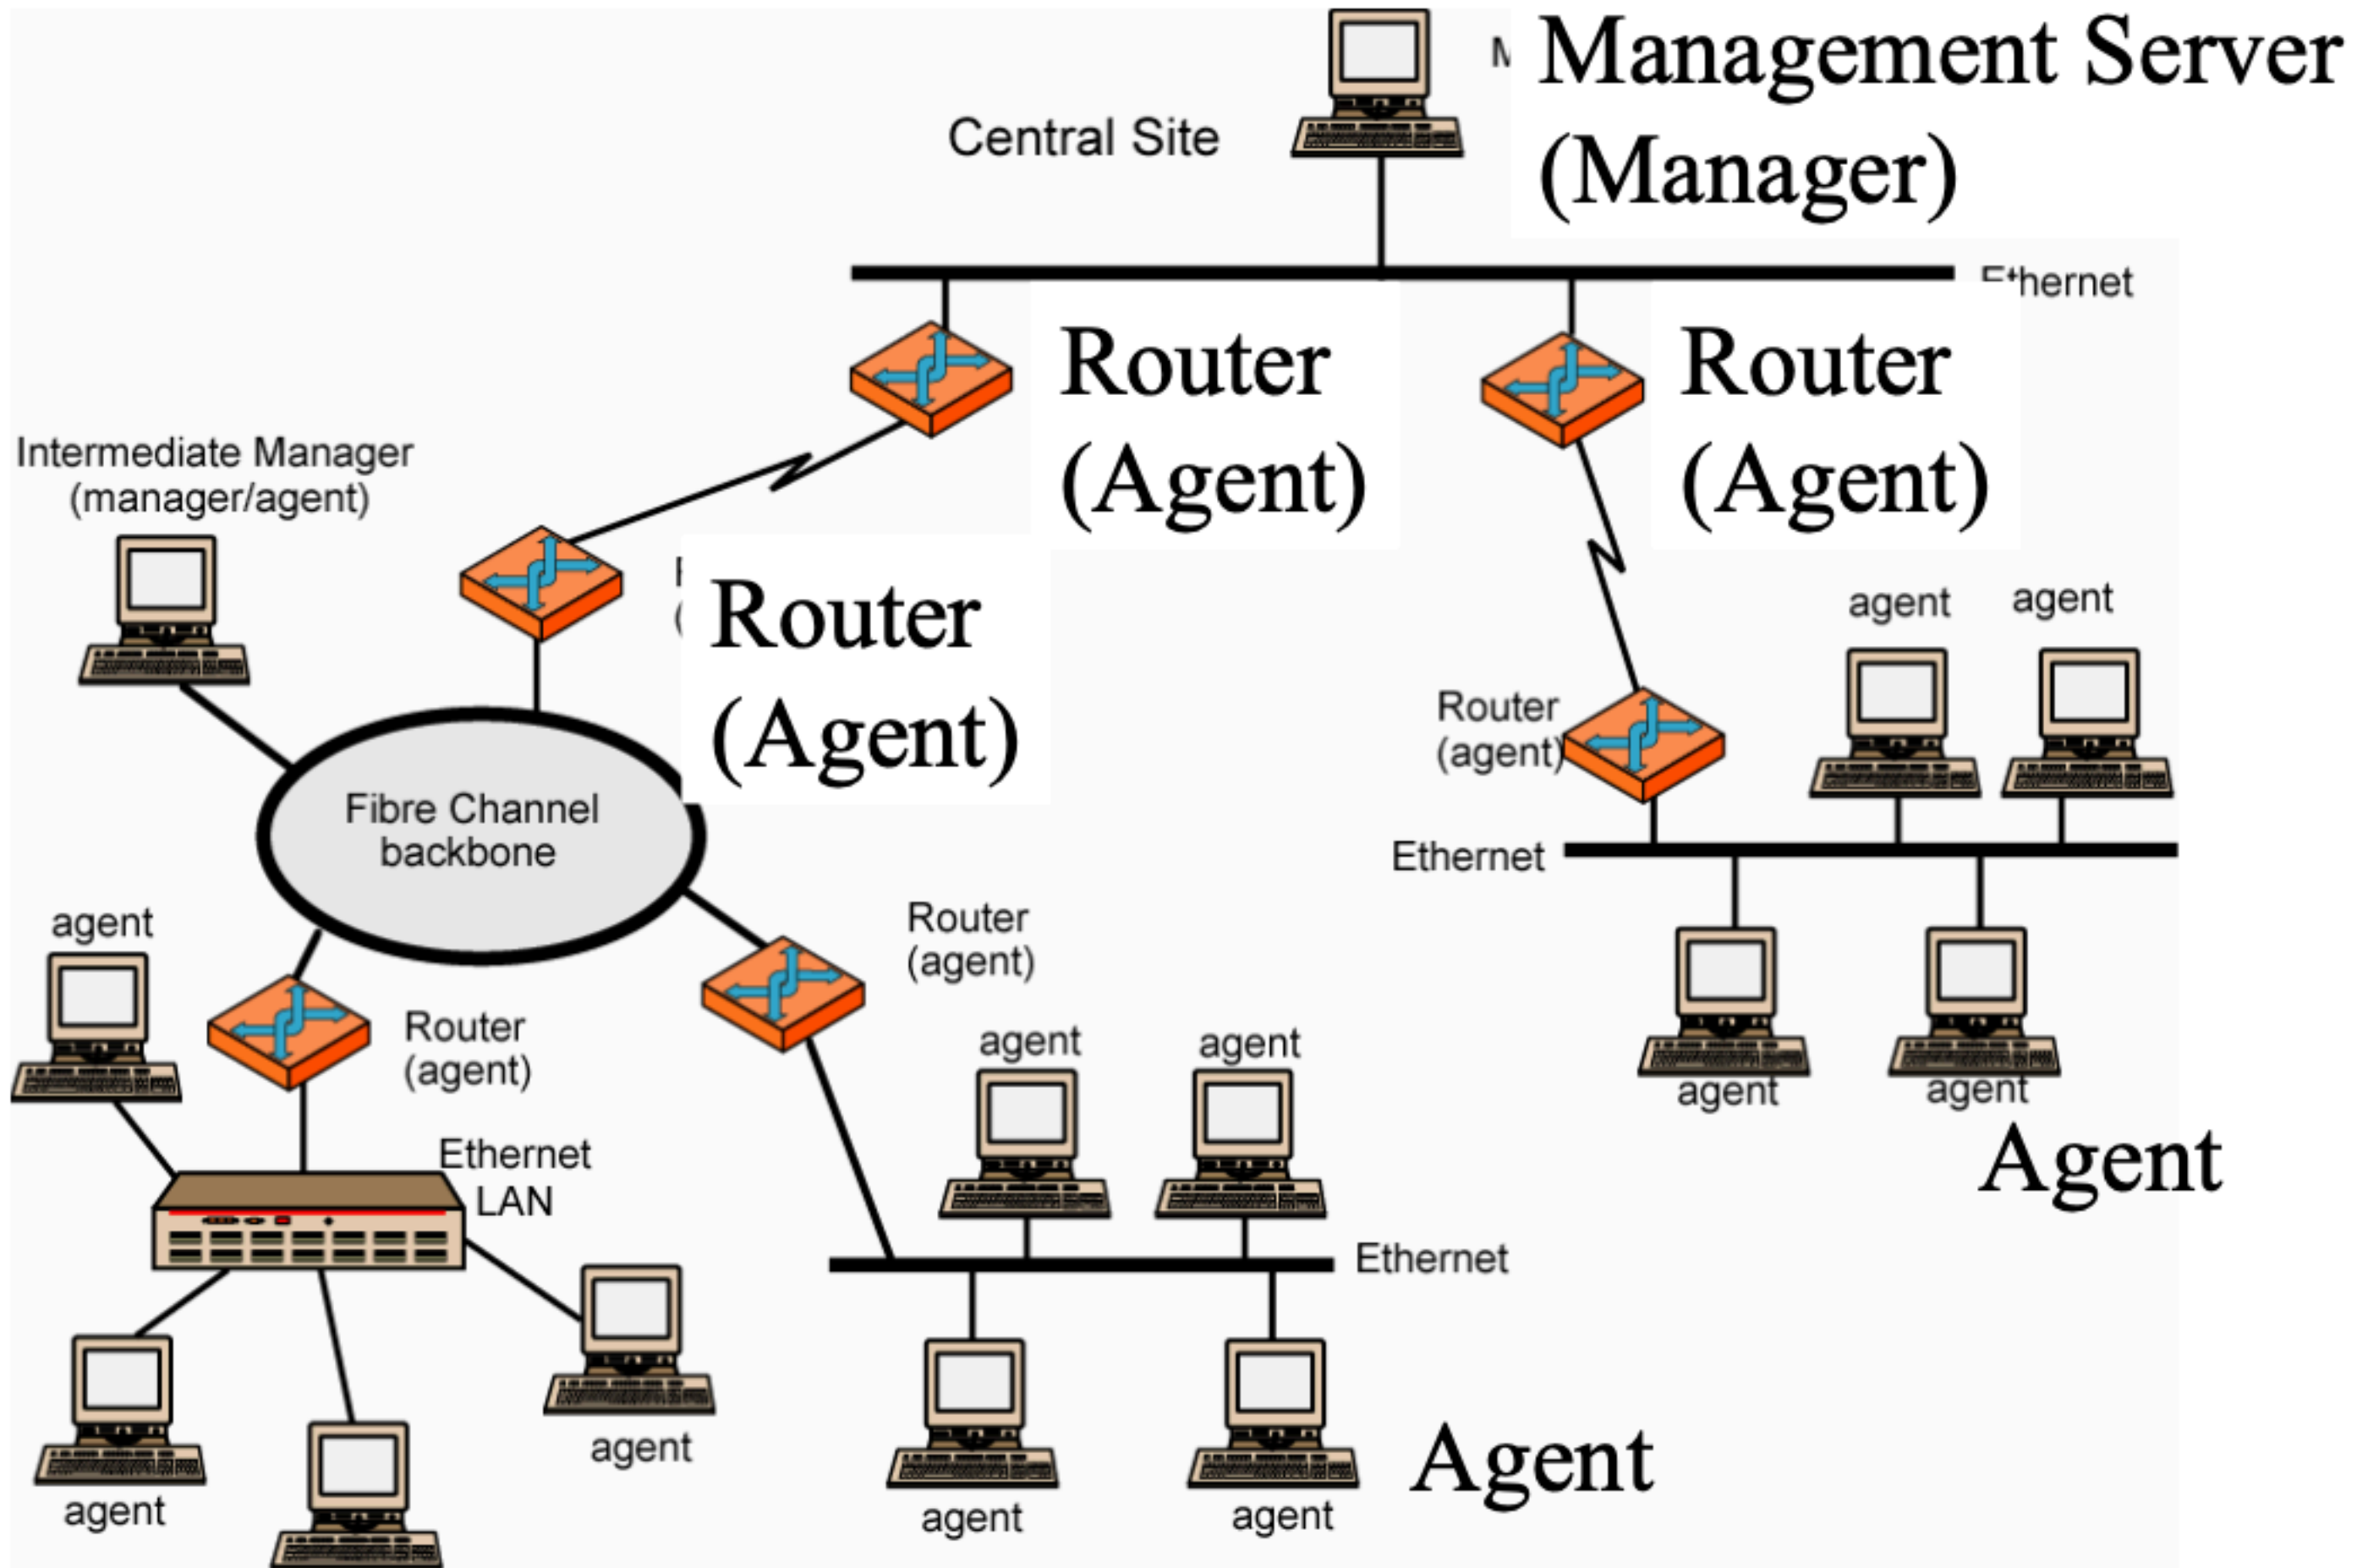 Management Server
(Manager)
Central Site
Ethernet
Router
(Agent)
Router
(Agent)
Intermediate Manager
(manager/agent)
Router
(Agent)
agent
agent
Router
(agent)
Fibre Channel
backbone
Ethernet
agent
Router
(agent)
Router
(agent)
agent
agent
agent
agent
Agent
Ethernet
LAN
Ethernet
agent
agent
agent
agent
Agent